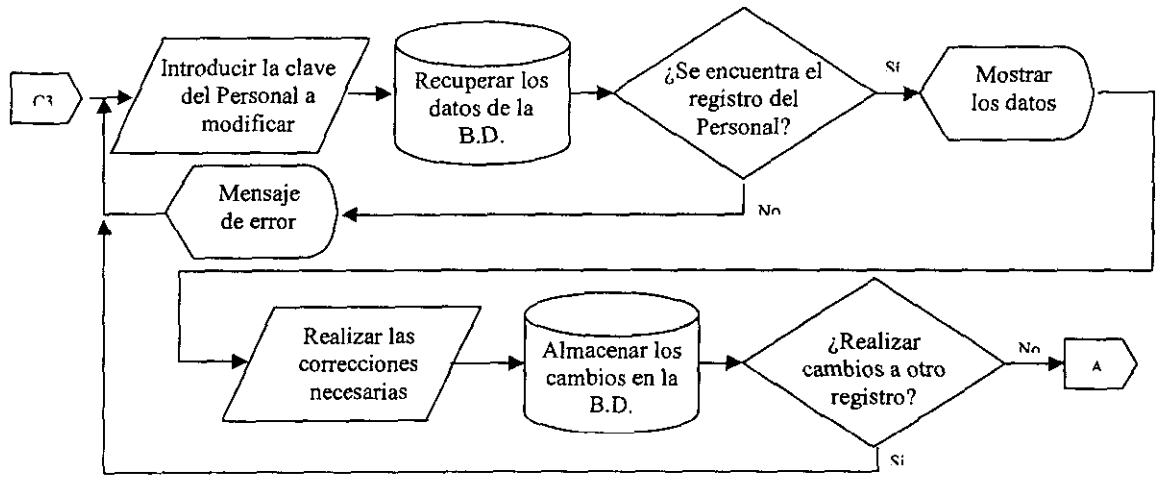 C3
Introducir la clave
del Personal a
modificar
Recuperar los
datos de la
B.D.
¿Se encuentra el
registro del
Personal?
Sí
Mostrar
los datos
Mensaje
de error
No
Realizar las
correcciones
necesarias
Almacenar los
cambios en la
B.D.
¿Realizar
cambios a otro
registro?
No
A
Sí